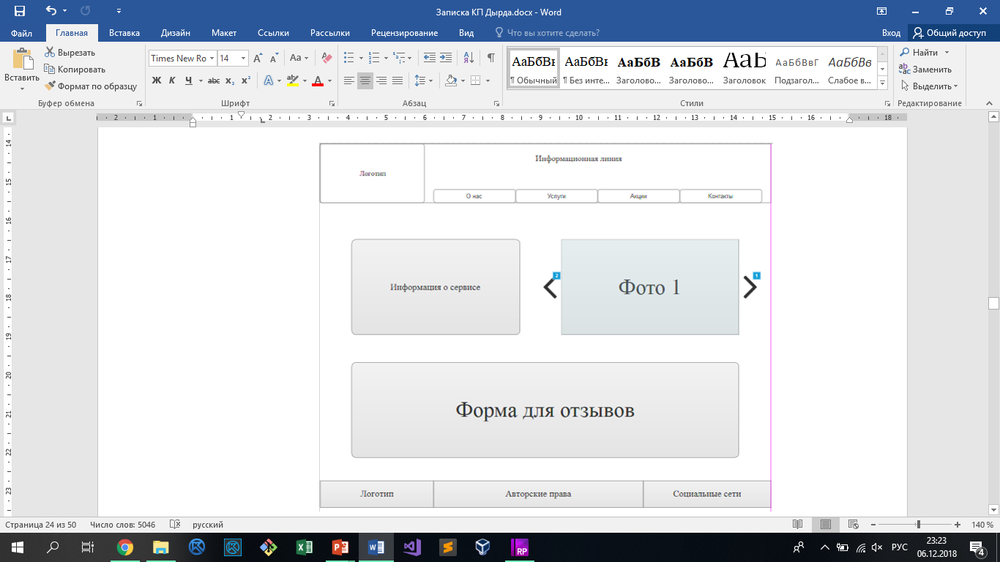 Записка КП Дырда.docx - Word
Файл Главная Вставка Дизайн Макет Ссылки Рассылки Рецензирование Вид Что вы хотите сделать? Вход Общий доступ
Вставить
Вырезать
Копировать
Формат по образцу
Буфер обмена
Times New Ro 14
Ж К Ч abc x₂ x²
Шрифт
Абзац
АаБбВı АаБбВı АаБбВ АаБбВ АаБ АаБбВвГ АаБбВв
¶ Обычный ¶ Без инте... Заголово... Заголово... Заголовок Подзагол... Слабое в...
Стили
Найти
Заменить
Выделить
Редактирование
2 1 1 2 3 4 5 6 7 8 9 10 11 12 13 14 15 16 18
14
15
16
17
18
19
20
21
22
23
Логотип
Информационная линия
О нас Услуги Акции Контакты
Информация о сервисе
2
Фото 1
1
Форма для отзывов
Логотип Авторские права Социальные сети
Страница 24 из 50 Число слов: 5046 русский 140 %
RP
РУС
23:23
06.12.2018
4